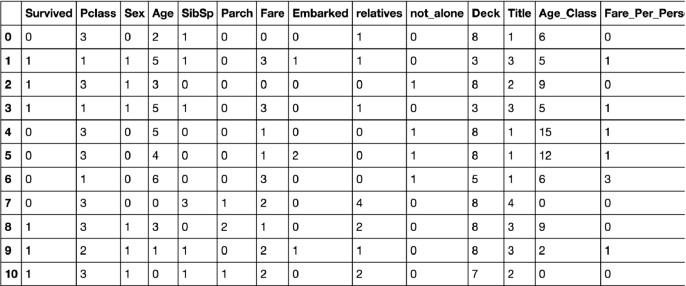 Survived Pclass Sex Age SibSp Parch Fare Embarked relatives not_alone Deck Title Age_Class Fare_Per_Perso
0 0 3 0 2 1 0 0 0 1 0 8 1 6 0
1 1 1 1 5 1 0 3 1 1 0 3 3 5 1
2 1 3 1 3 0 0 0 0 0 1 8 2 9 0
3 1 1 1 5 1 0 3 0 1 0 3 3 5 1
4 0 3 0 5 0 0 1 0 0 1 8 1 15 1
5 0 3 0 4 0 0 1 2 0 1 8 1 12 1
6 0 1 0 6 0 0 3 0 0 1 5 1 6 3
7 0 3 0 0 3 1 2 0 4 0 8 4 0 0
8 1 3 1 3 0 2 1 0 2 0 8 3 9 0
9 1 2 1 1 1 0 2 1 1 0 8 3 2 1
10 1 3 1 0 1 1 2 0 2 0 7 2 0 0